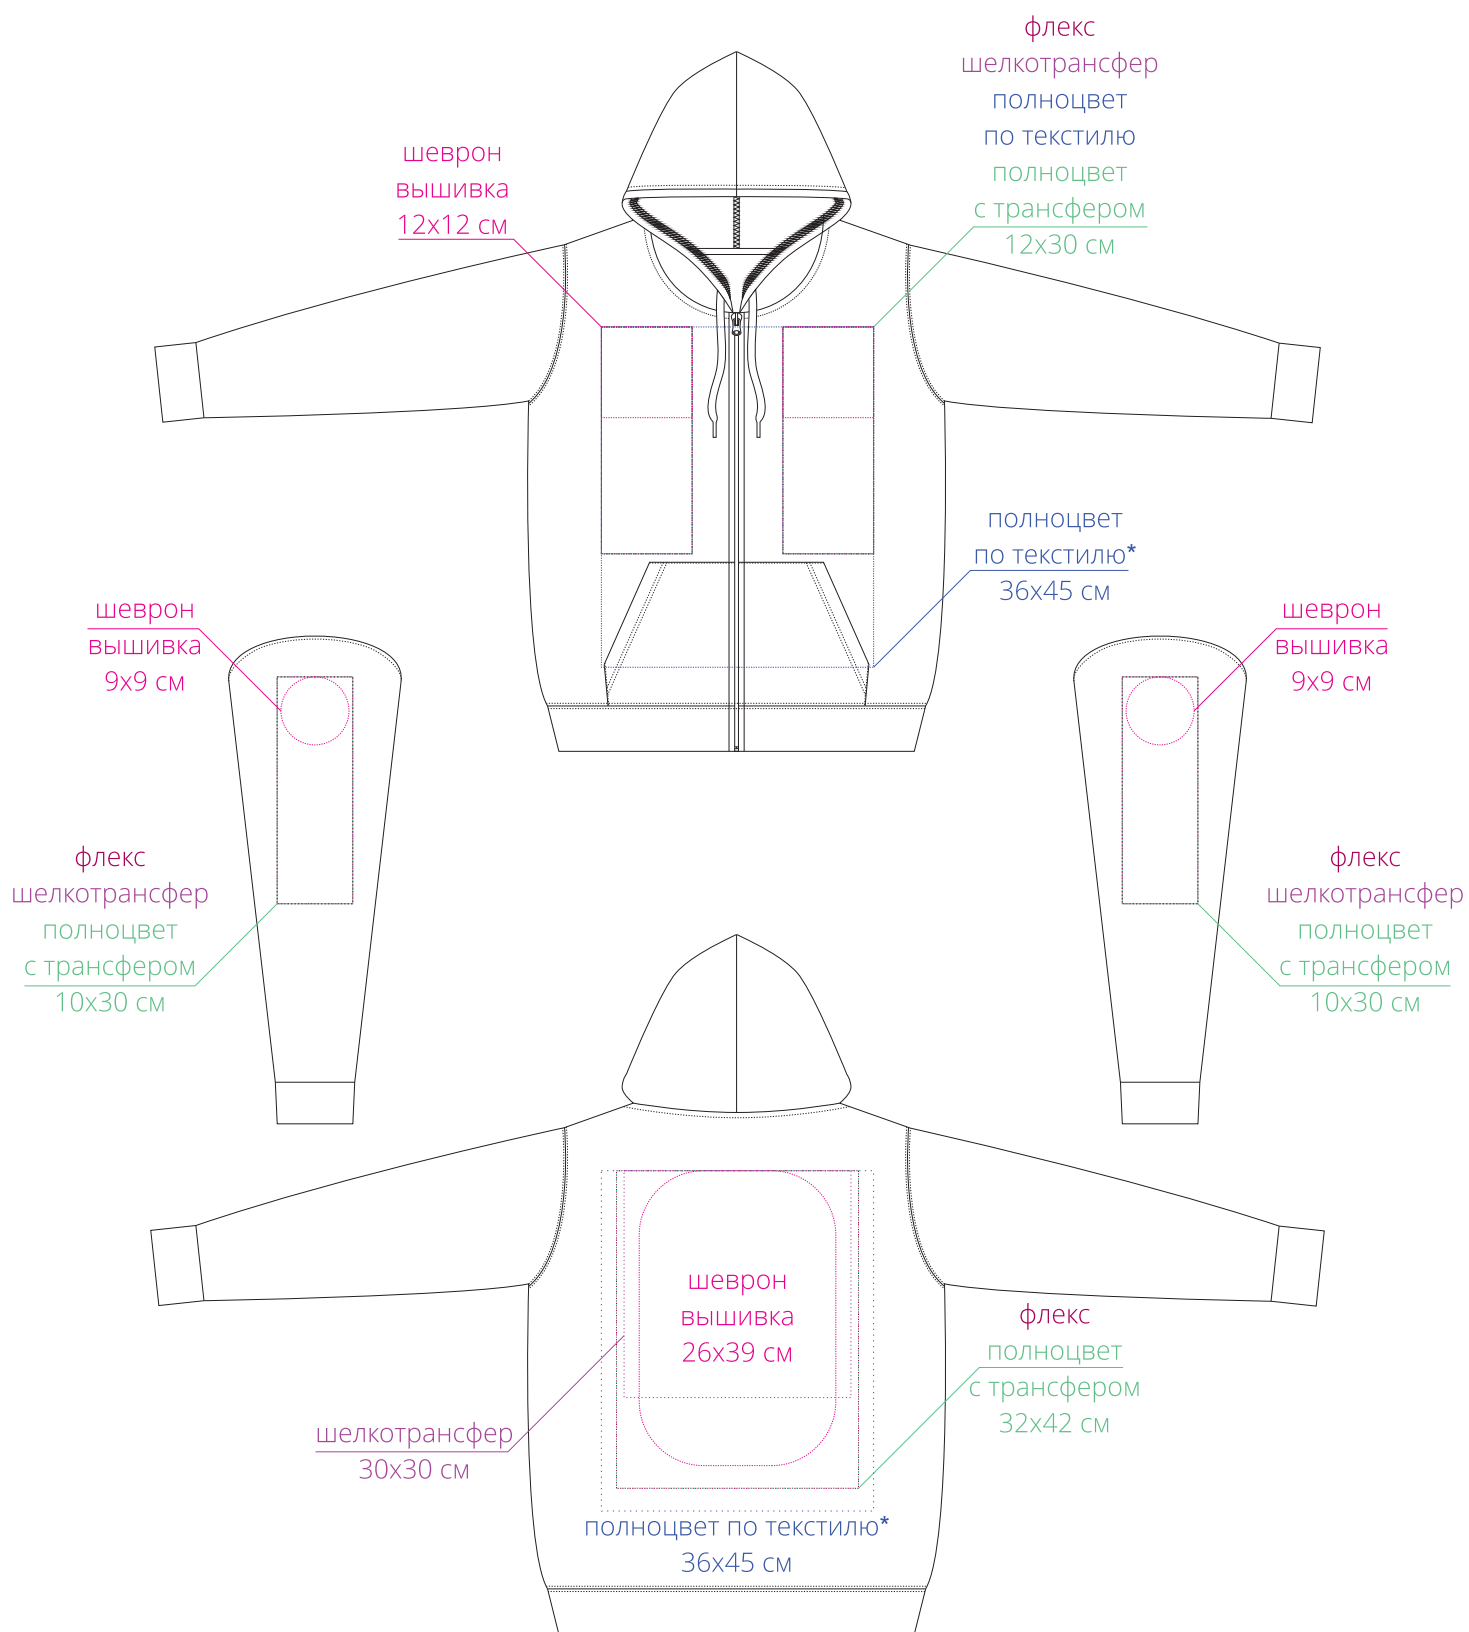 флекс
шелкотрансфер
полноцвет
по текстилю
полноцвет
с трансфером
12х30 см
шеврон
вышивка
12х12 см
полноцвет
по текстилю*
36х45 см
шеврон
вышивка
9х9 см
шеврон
вышивка
9х9 см
флекс
шелкотрансфер
полноцвет
с трансфером
10х30 см
флекс
шелкотрансфер
полноцвет
с трансфером
10х30 см
шеврон
вышивка
26х39 см
флекс
полноцвет
с трансфером
32х42 см
шелкотрансфер
30х30 см
полноцвет по текстилю*
36х45 см